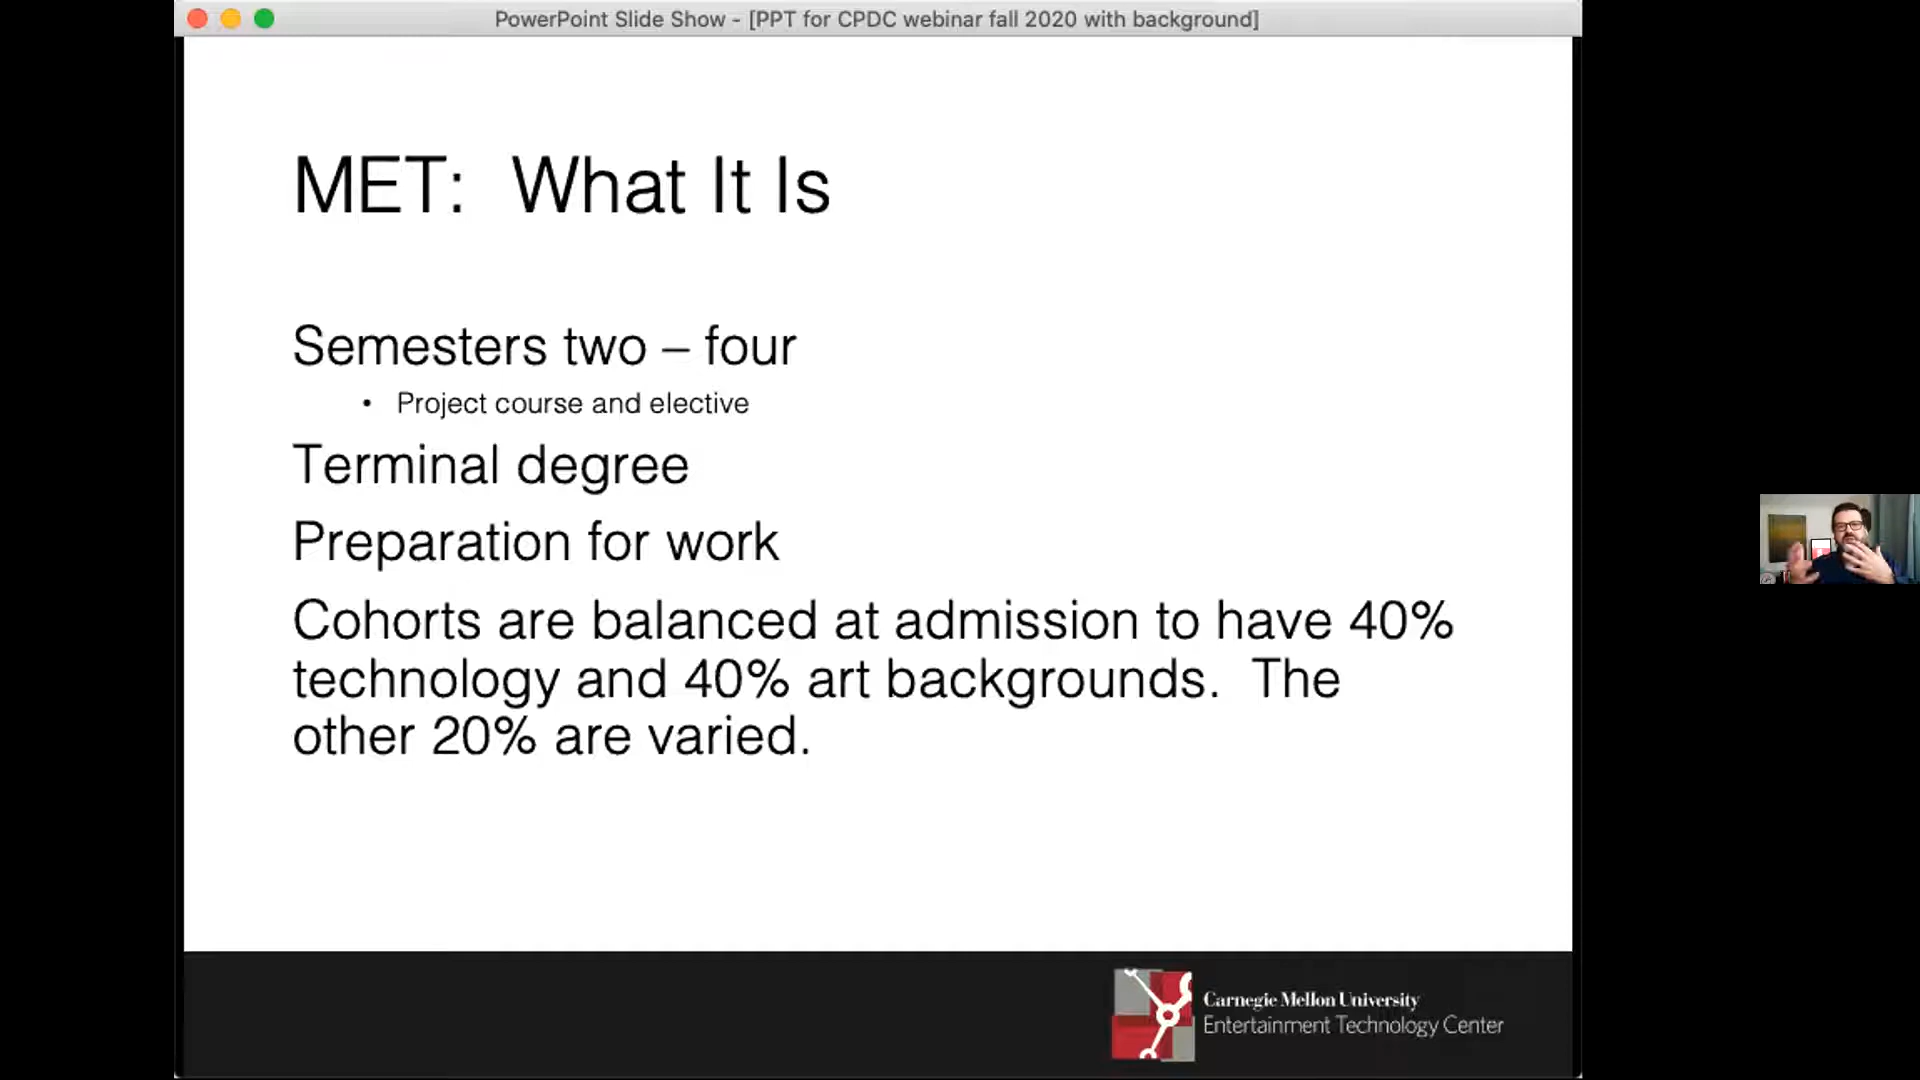 PowerPoint Slide Show - [PPT for CPDC webinar fall 2020 with background]
MET:  What It Is
Semesters two – four
• Project course and elective
Terminal degree
Preparation for work
Cohorts are balanced at admission to have 40%
technology and 40% art backgrounds.  The
other 20% are varied.
Carnegie Mellon University
Entertainment Technology Center